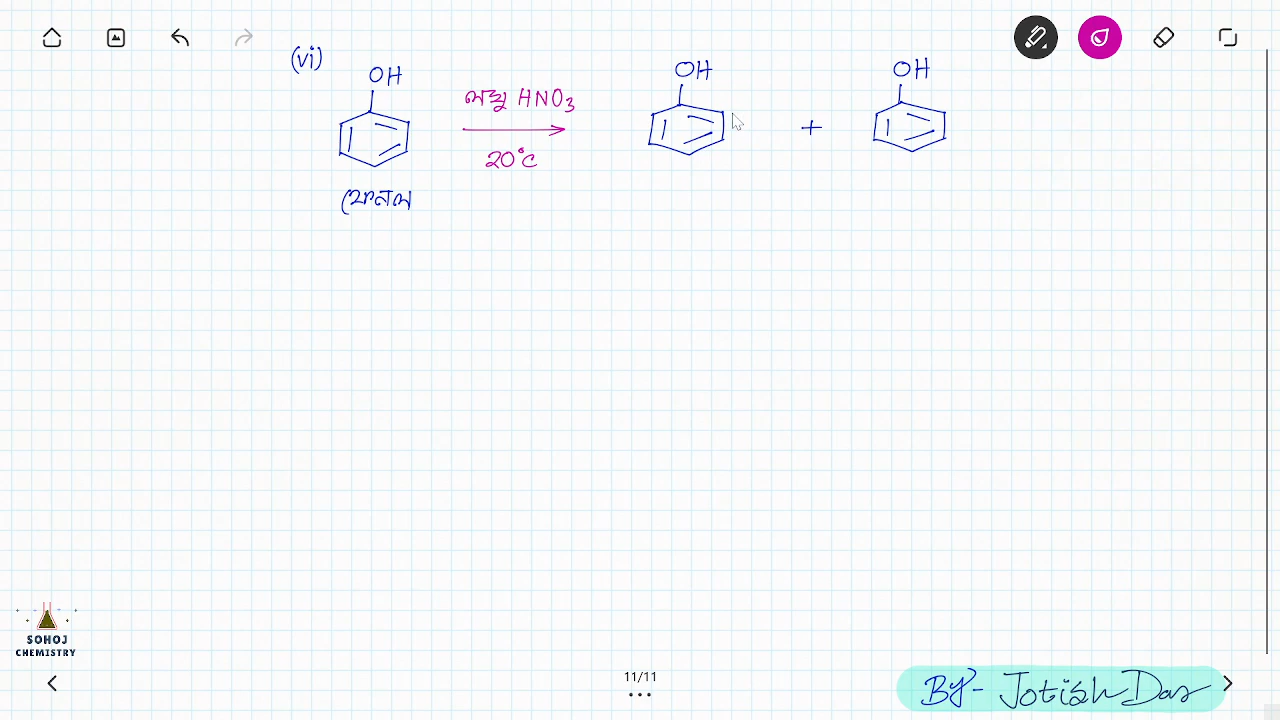 (vi)
OH
লঘু HNO₃
20°C
ফেনল
OH
+
OH
SOHOJ
CHEMISTRY
11/11
By- Jotish Das